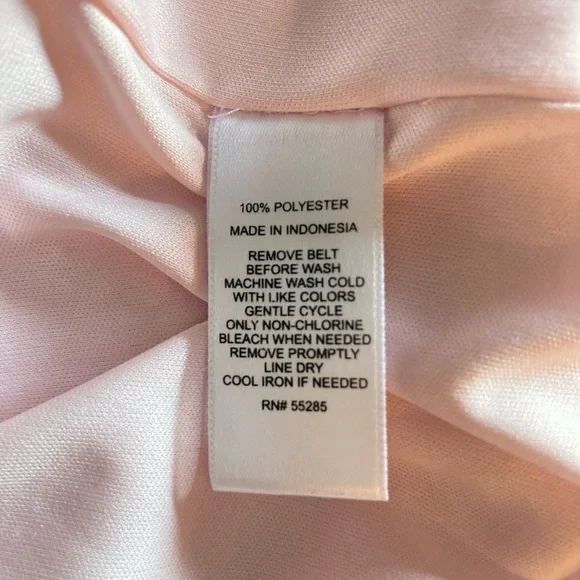 100% POLYESTER
MADE IN INDONESIA
REMOVE BELT
BEFORE WASH
MACHINE WASH COLD
WITH LIKE COLORS
GENTLE CYCLE
ONLY NON-CHLORINE
BLEACH WHEN NEEDED
REMOVE PROMPTLY
LINE DRY
COOL IRON IF NEEDED
RN# 55285